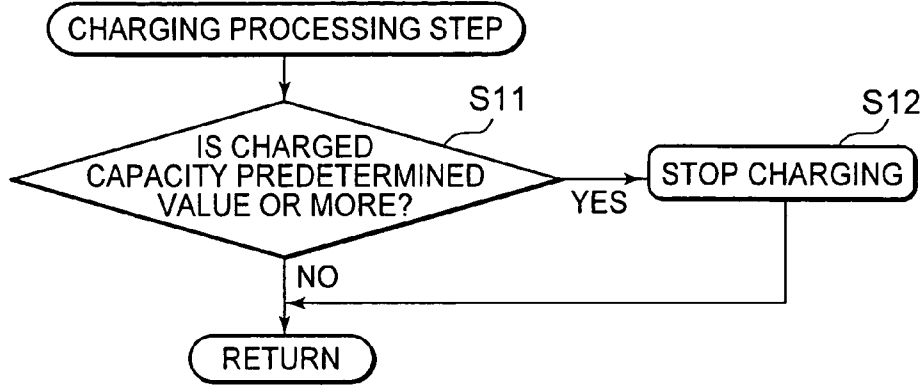 CHARGING PROCESSING STEP
S11
IS CHARGED
CAPACITY PREDETERMINED
VALUE OR MORE?
YES
S12
STOP CHARGING
NO
RETURN